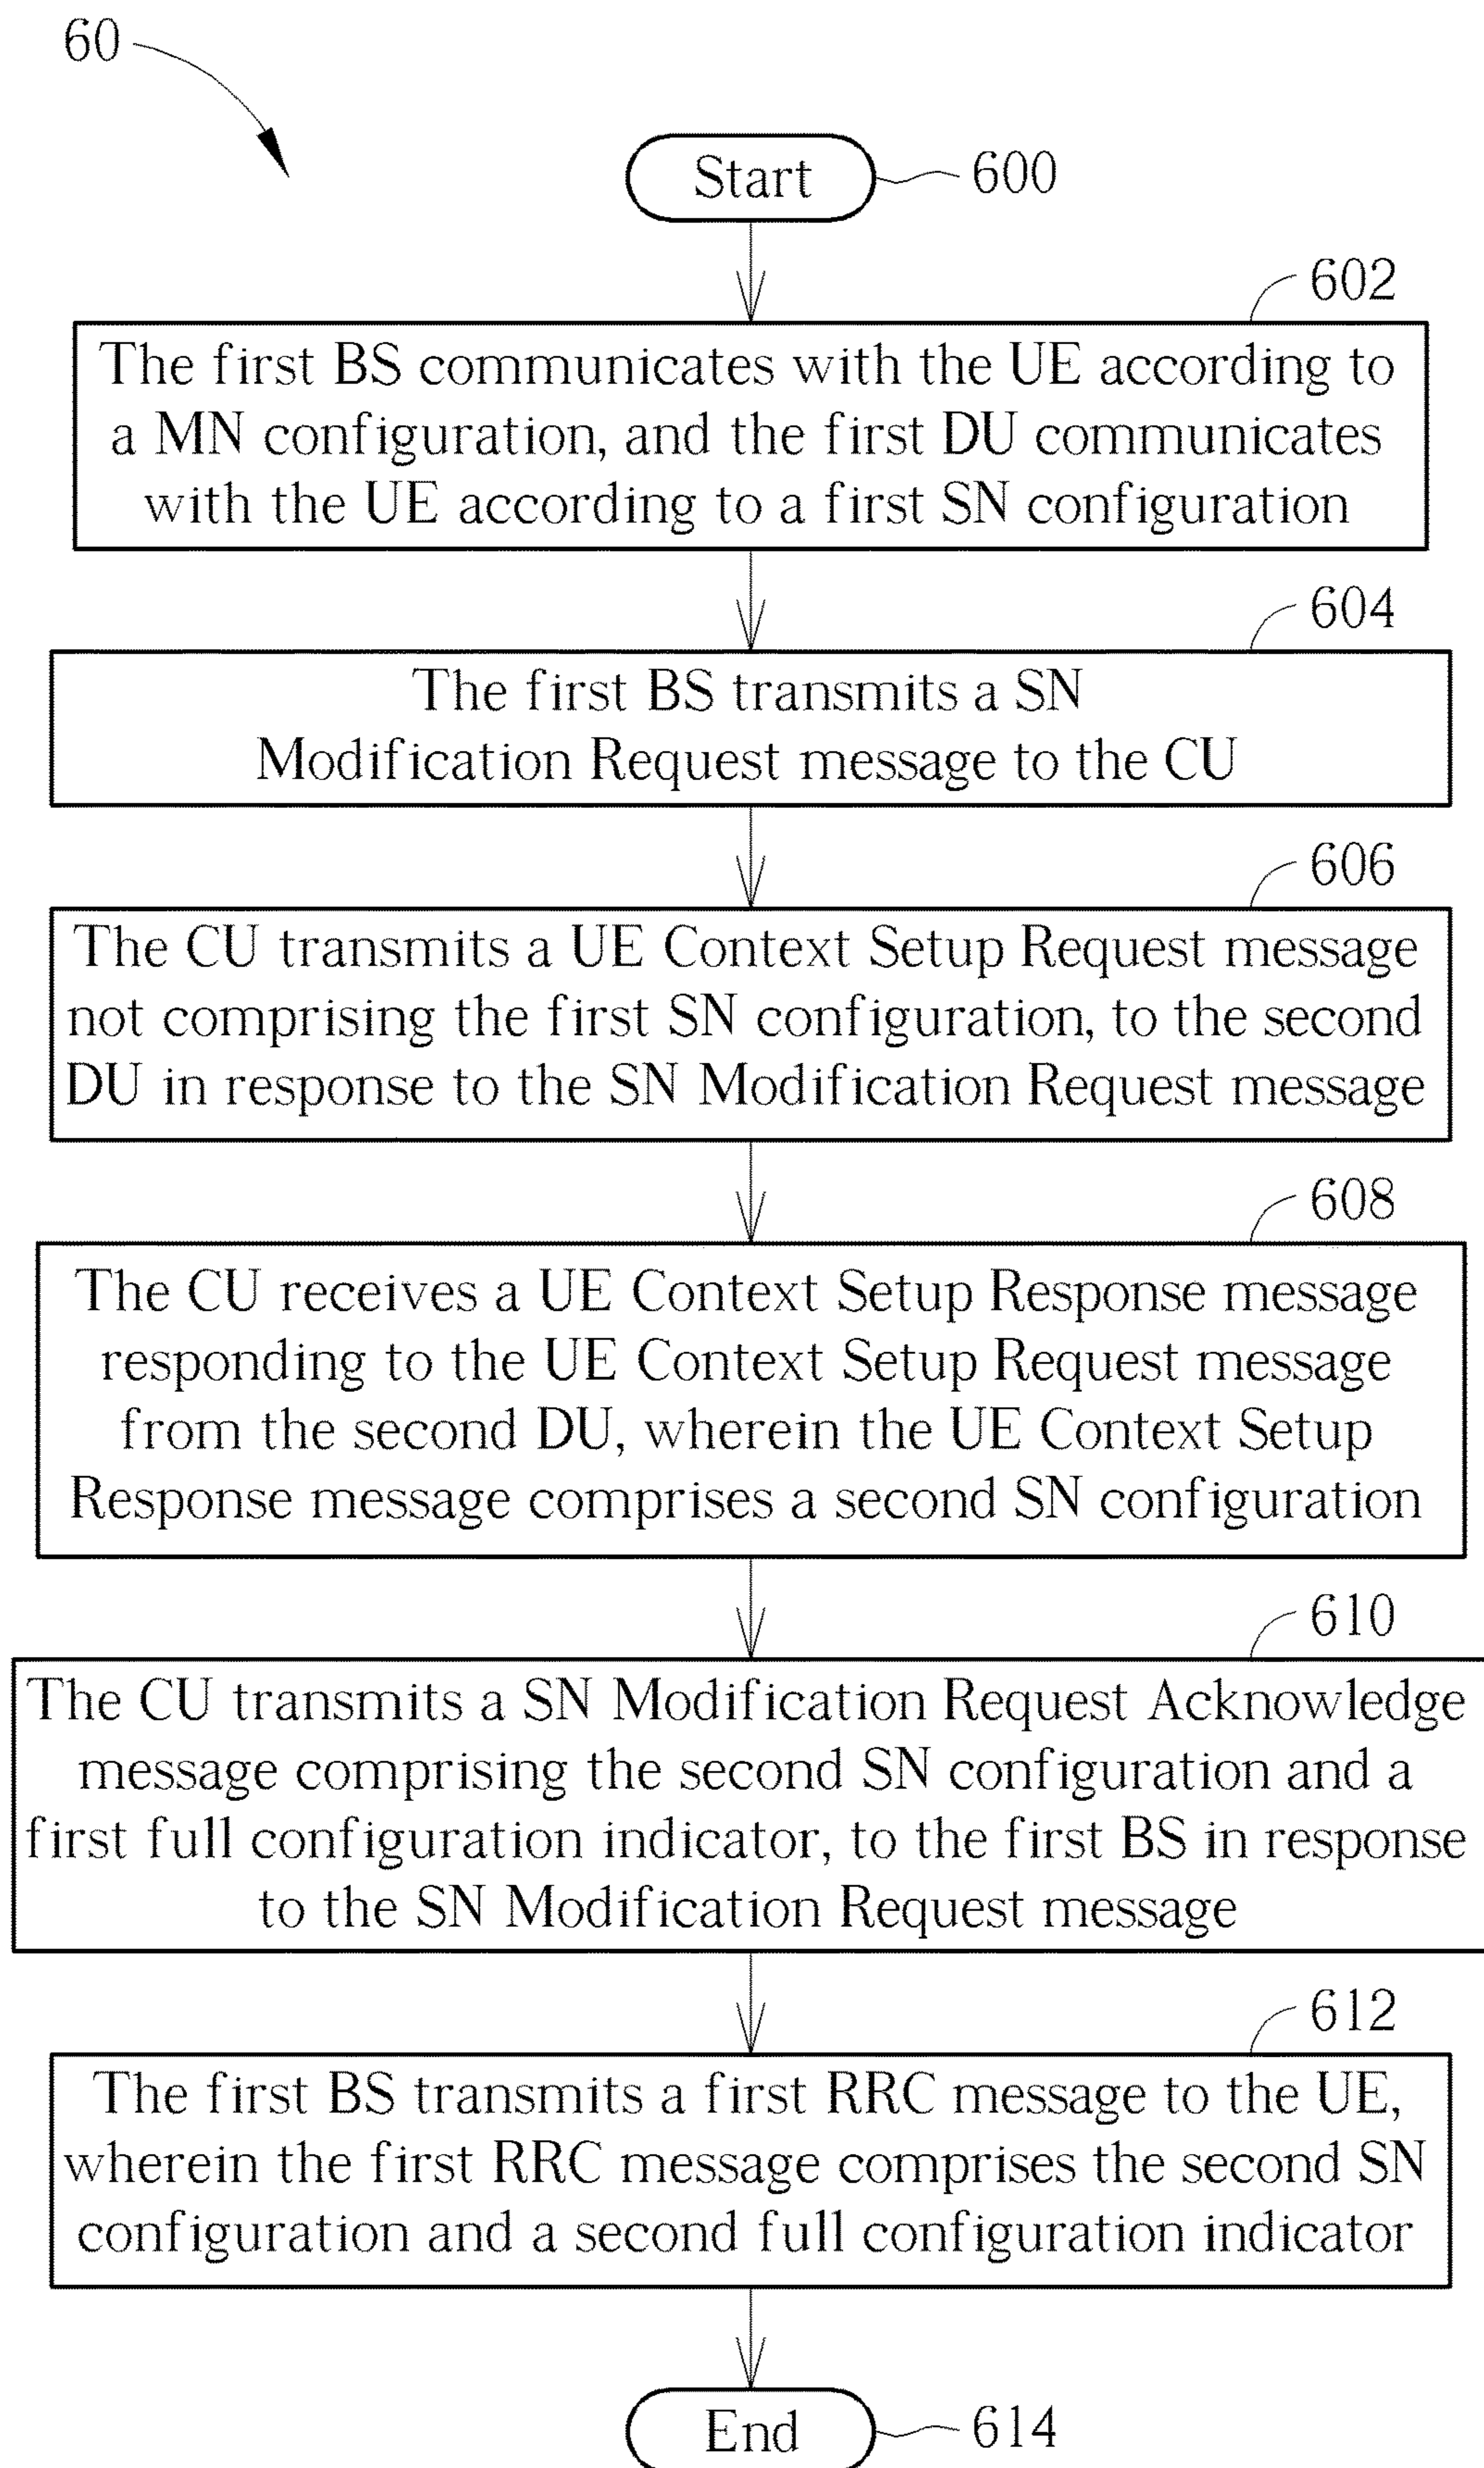 60
Start
600
602
The first BS communicates with the UE according to
a MN configuration, and the first DU communicates
with the UE according to a first SN configuration
604
The first BS transmits a SN
Modification Request message to the CU
606
The CU transmits a UE Context Setup Request message
not comprising the first SN configuration, to the second
DU in response to the SN Modification Request message
608
The CU receives a UE Context Setup Response message
responding to the UE Context Setup Request message
from the second DU, wherein the UE Context Setup
Response message comprises a second SN configuration
610
The CU transmits a SN Modification Request Acknowledge
message comprising the second SN configuration and a
first full configuration indicator, to the first BS in response
to the SN Modification Request message
612
The first BS transmits a first RRC message to the UE,
wherein the first RRC message comprises the second SN
configuration and a second full configuration indicator
End
614